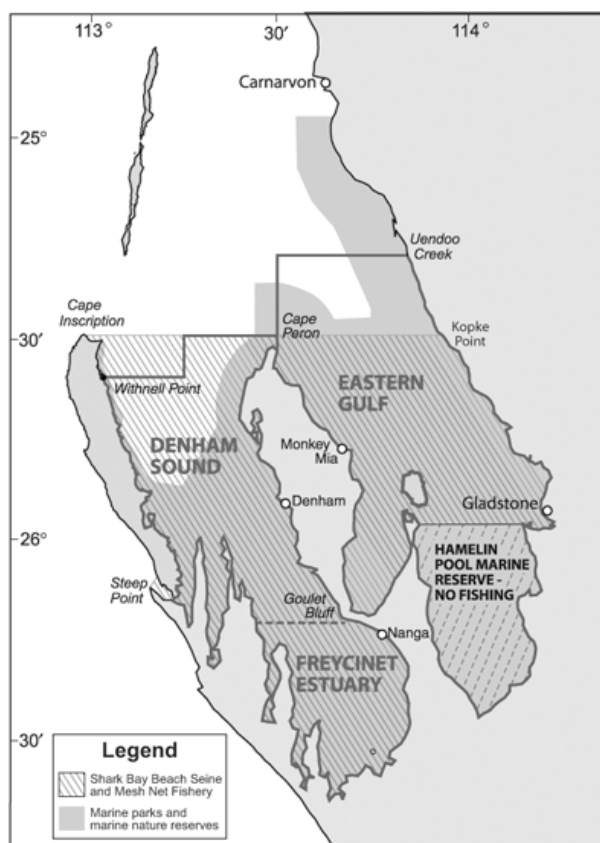 113°
30'
114°
Carnarvon
25°
Uendoo
Creek
Cape
Inscription
Cape
Peron
30'
Kopke
Point
Withnell Point
EASTERN
GULF
DENHAM
SOUND
Monkey
Mia
Denham
Gladstone
26°
HAMELIN
POOL MARINE
RESERVE -
NO FISHING
Steep
Point
Goulet
Bluff
Nanga
FREYCINET
ESTUARY
30'
Legend
Shark Bay Beach Seine
and Mesh Net Fishery
Marine parks and
marine nature reserves